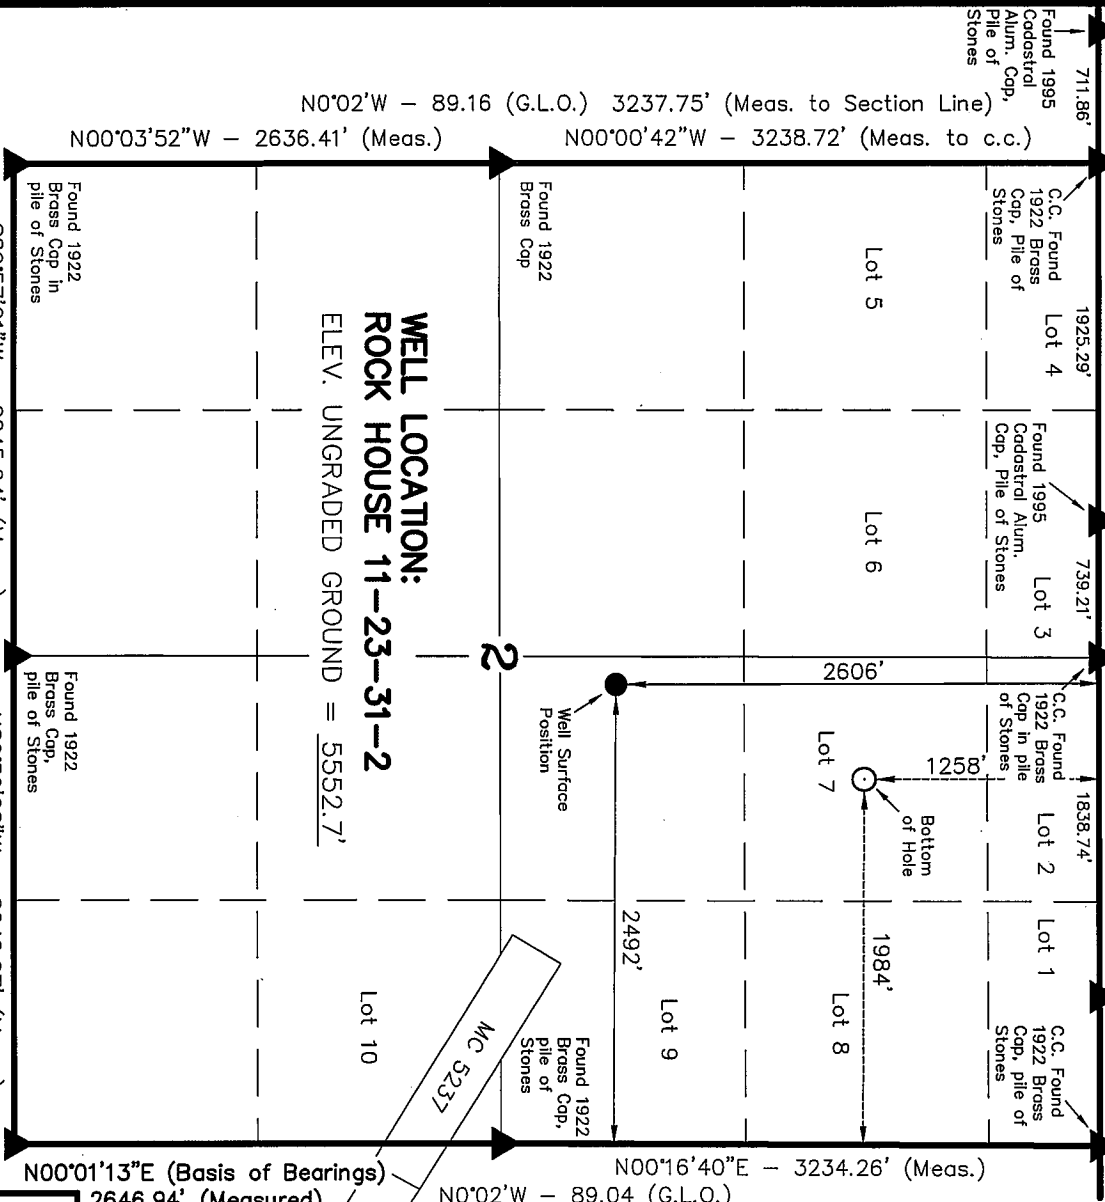 Found 1995
Cadastral
Alum. Cap,
Pile of
Stones
711.86'
N0°02'W – 89.16 (G.L.O.) 3237.75' (Meas. to Section Line)
N00°03'52"W – 2636.41' (Meas.)
N00°00'42"W – 3238.72' (Meas. to c.c.)
C.C. Found
1922 Brass
Cap, Pile of
Stones
1925.29'
Lot 4
Found 1995
Cadastral Alum.
Cap, Pile of Stones
739.21'
Lot 3
C.C. Found
1922 Brass
Cap in pile
of Stones
1838.74'
Lot 2
Lot 1
C.C. Found
1922 Brass
Cap, pile of
Stones
Lot 5
Lot 6
Lot 7
Lot 8
Lot 9
Lot 10
2606'
1258'
Bottom
of Hole
1984'
2492'
Well Surface
Position
Found 1922
Brass Cap
2
Found 1922
Brass Cap,
pile of
Stones
WELL LOCATION:
ROCK HOUSE 11–23–31–2
ELEV. UNGRADED GROUND = 5552.7'
MC 5237
Found 1922
Brass Cap in
pile of Stones
Found 1922
Brass Cap,
pile of Stones
N00°01'13"E (Basis of Bearings)
2646.94' (Measured)
N00°16'40"E – 3234.26' (Meas.)
N0°02'W – 89.04 (G.L.O.)